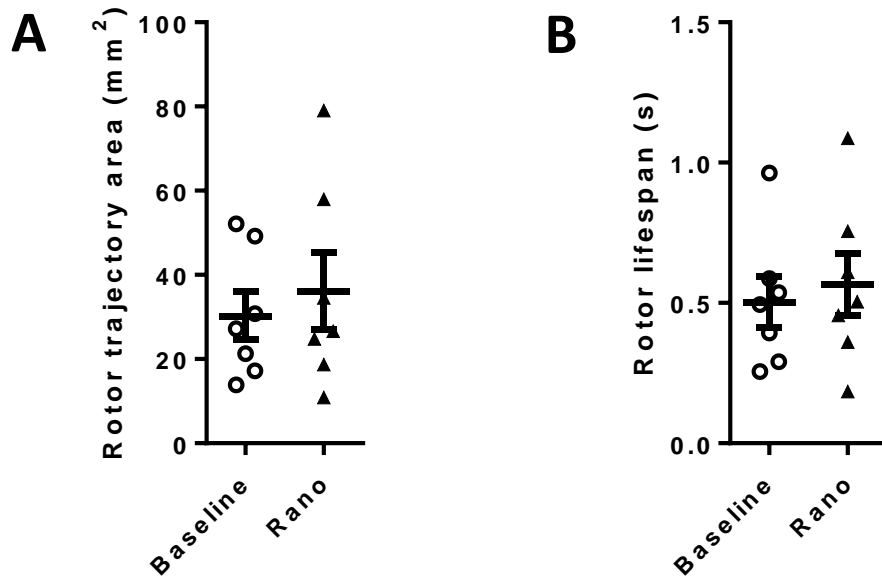 A
Rotor trajectory area (mm²)
100
80
60
40
20
0
Baseline
Rano
B
Rotor lifespan (s)
1.5
1.0
0.5
0.0
Baseline
Rano